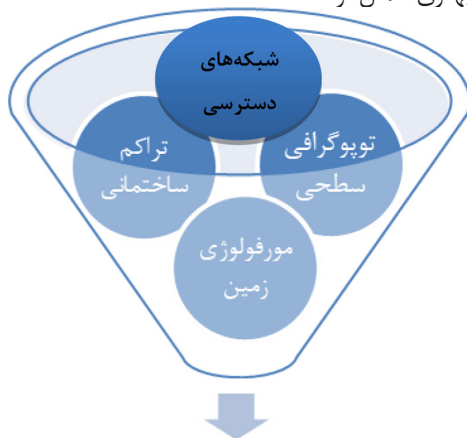 شبکه‌های
دسترسی
توپوگرافی
سطحی
تراکم
ساختمانی
مورفولوژی
زمین